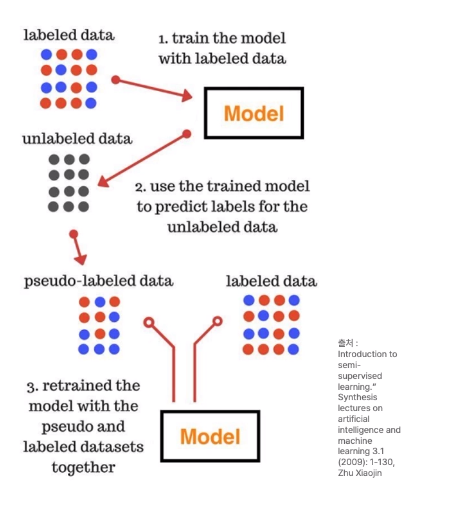 labeled data
1. train the model
with labeled data
Model
unlabeled data
2. use the trained model
to predict labels for the
unlabeled data
pseudo-labeled data
labeled data
3. retrained the
model with the
pseudo and
labeled datasets
together
Model
출처 :
Introduction to
semi-
supervised
learning.”
Synthesis
lectures on
artificial
intelligence and
machine
learning 3.1
(2009): 1-130,
Zhu Xiaojin